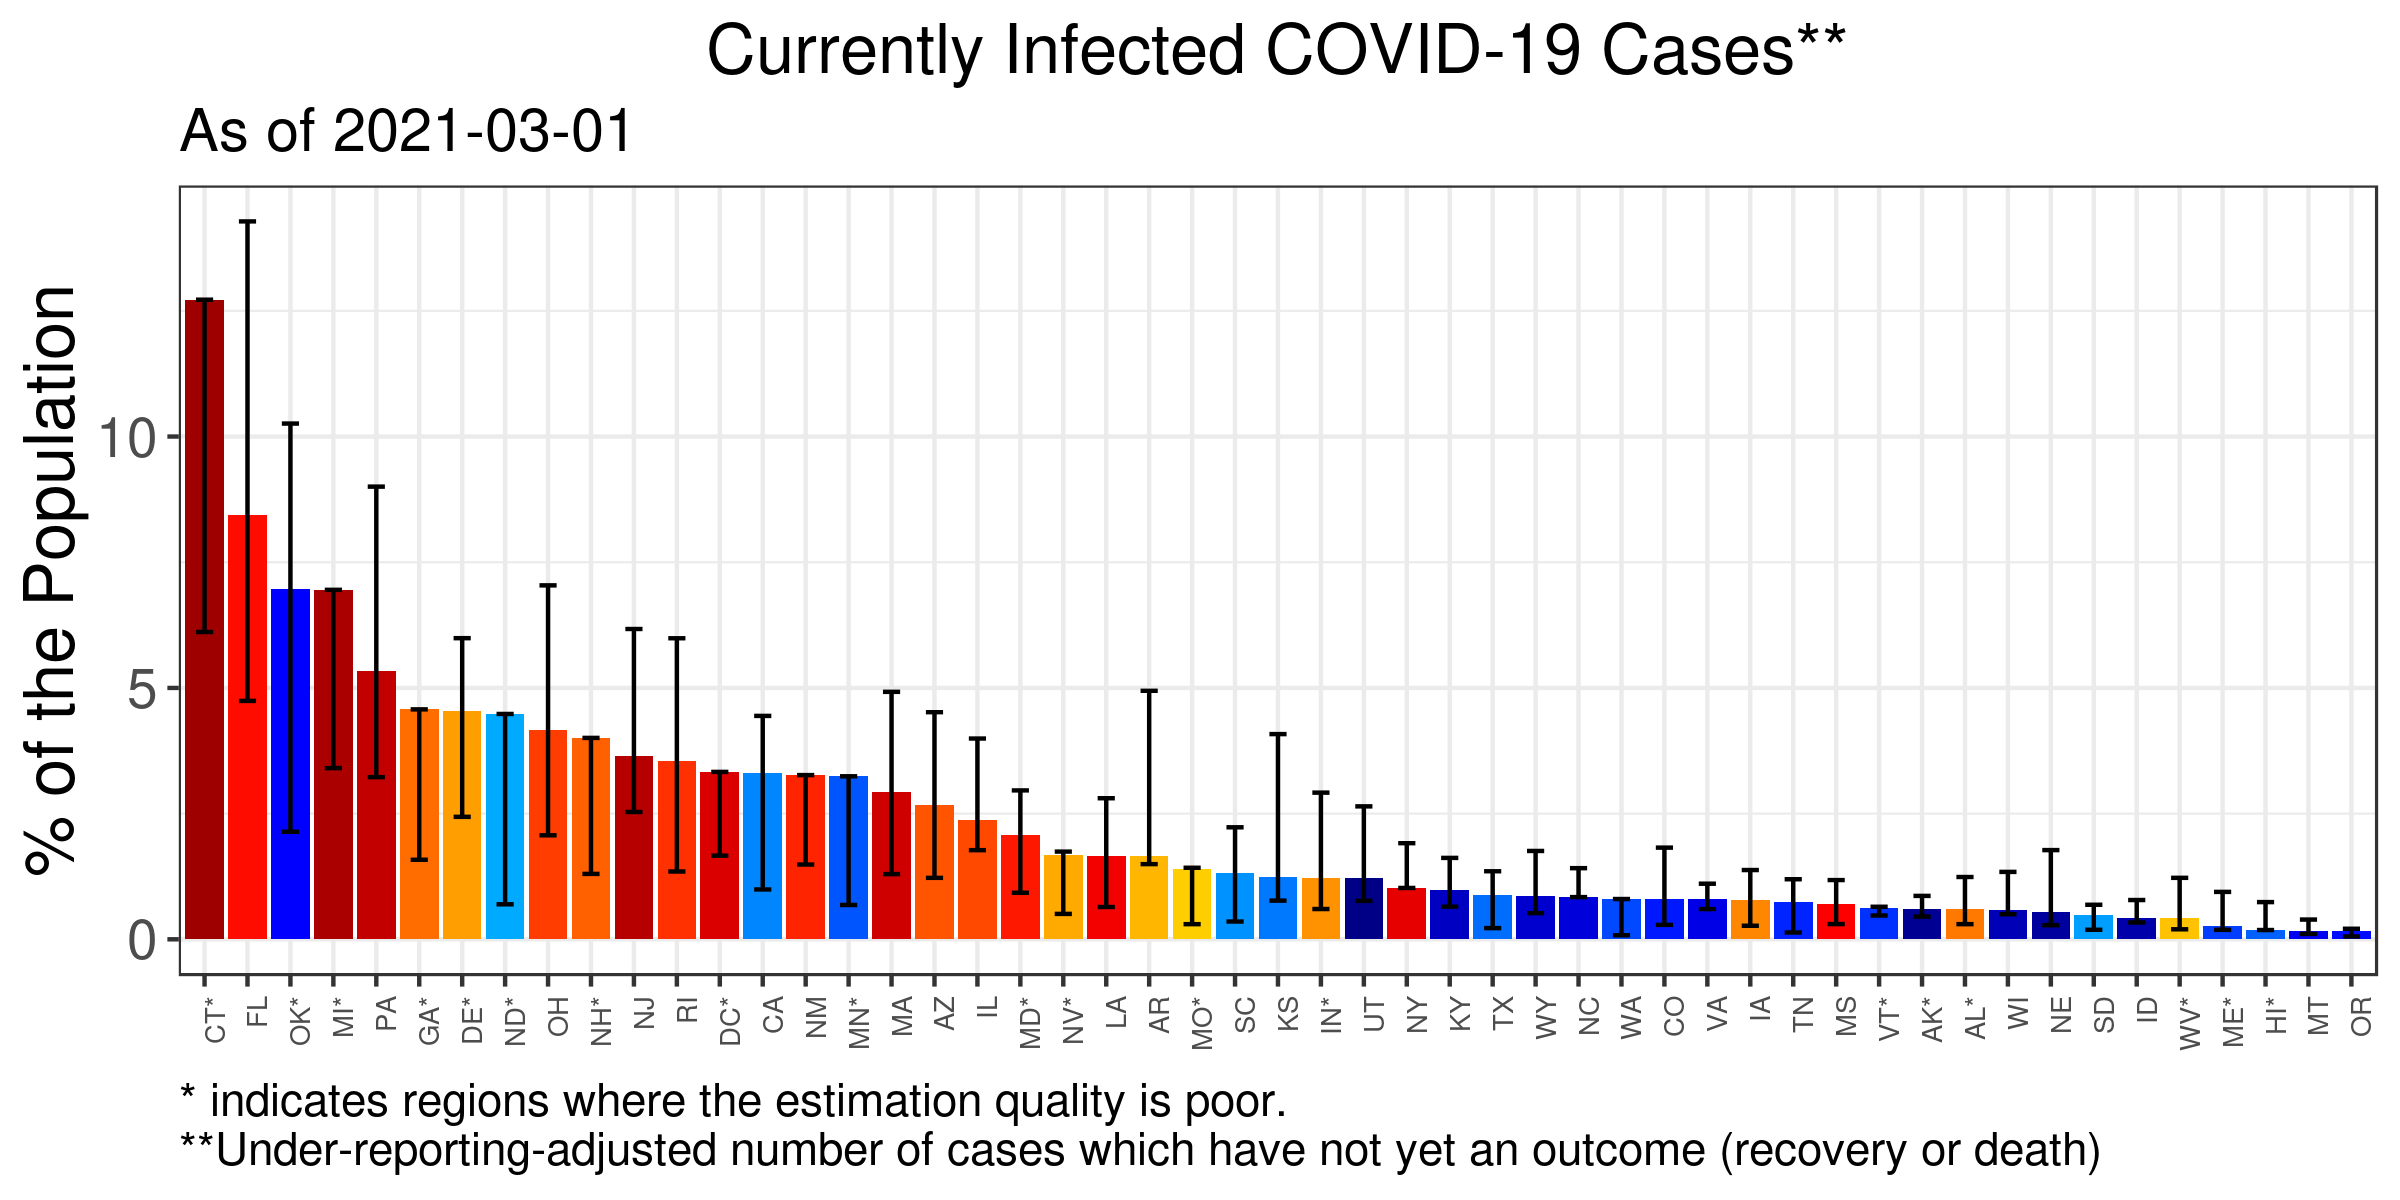 Currently Infected COVID-19 Cases**
As of 2021-03-01
% of the Population
10
5
0
CT* FL OK* MI* PA GA* DE* ND* OH NH* NJ RI DC* CA NM MN* MA AZ IL MD* NV* LA AR MO* SC KS IN* UT NY KY TX WY NC WA CO VA IA TN MS VT* AK* AL* WI NE SD ID WV* ME* HI* MT OR
* indicates regions where the estimation quality is poor.
**Under-reporting-adjusted number of cases which have not yet an outcome (recovery or death)